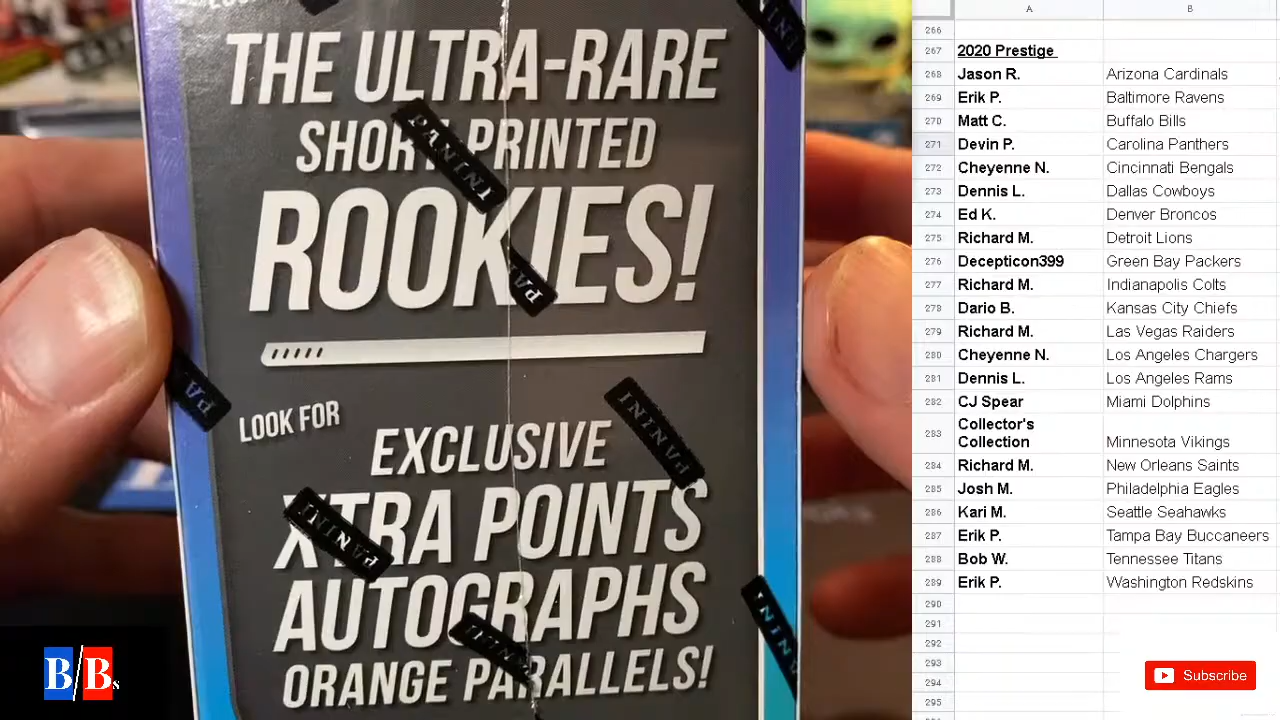 THE ULTRA-RARE
SHORT PRINTED
ROOKIES!
LOOK FOR
EXCLUSIVE
XTRA POINTS
AUTOGRAPHS
ORANGE PARALLELS!
PANINI
PANINI
PANINI
B/Bs
A B
266
267 2020 Prestige
268 Jason R. Arizona Cardinals
269 Erik P. Baltimore Ravens
270 Matt C. Buffalo Bills
271 Devin P. Carolina Panthers
272 Cheyenne N. Cincinnati Bengals
273 Dennis L. Dallas Cowboys
274 Ed K. Denver Broncos
275 Richard M. Detroit Lions
276 Decepticon399 Green Bay Packers
277 Richard M. Indianapolis Colts
278 Dario B. Kansas City Chiefs
279 Richard M. Las Vegas Raiders
280 Cheyenne N. Los Angeles Chargers
281 Dennis L. Los Angeles Rams
282 CJ Spear Miami Dolphins
283 Collector's
Collection Minnesota Vikings
284 Richard M. New Orleans Saints
285 Josh M. Philadelphia Eagles
286 Kari M. Seattle Seahawks
287 Erik P. Tampa Bay Buccaneers
288 Bob W. Tennessee Titans
289 Erik P. Washington Redskins
290
291
292
293
294
295
Subscribe